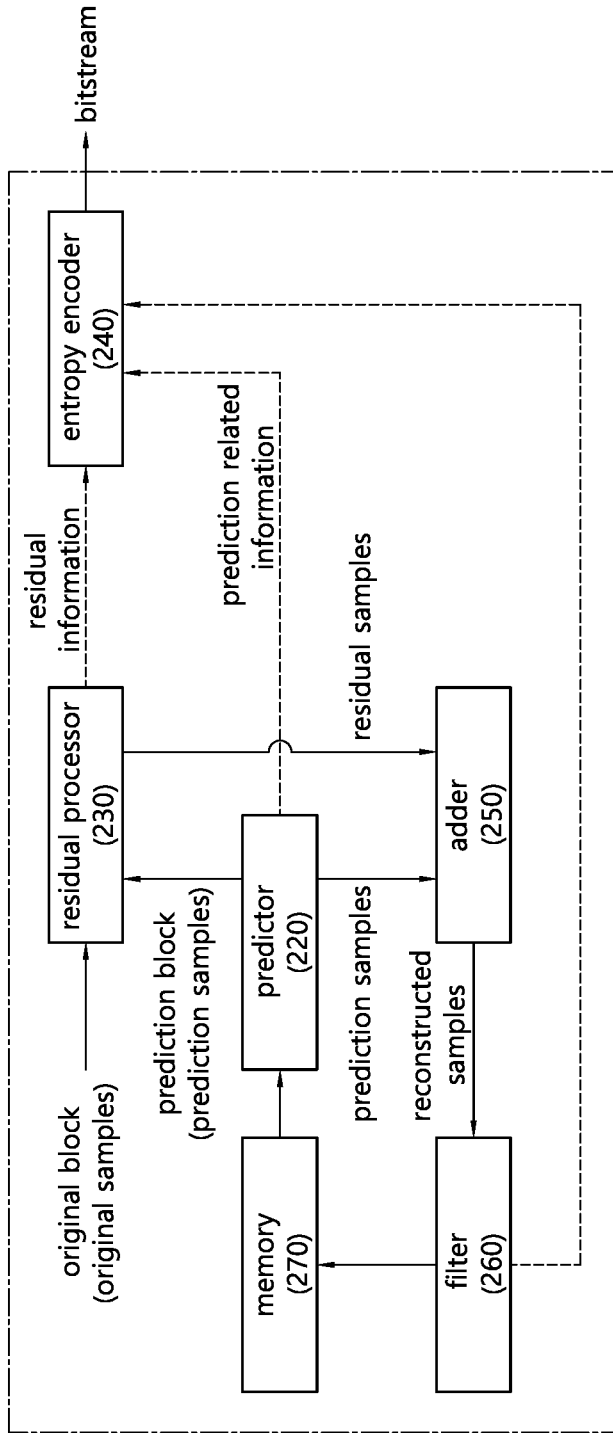 original block
(original samples)
residual processor
(230)
residual
information
entropy encoder
(240)
bitstream
prediction block
(prediction samples)
prediction related
information
memory
(270)
predictor
(220)
prediction samples
residual samples
filter
(260)
reconstructed
samples
adder
(250)